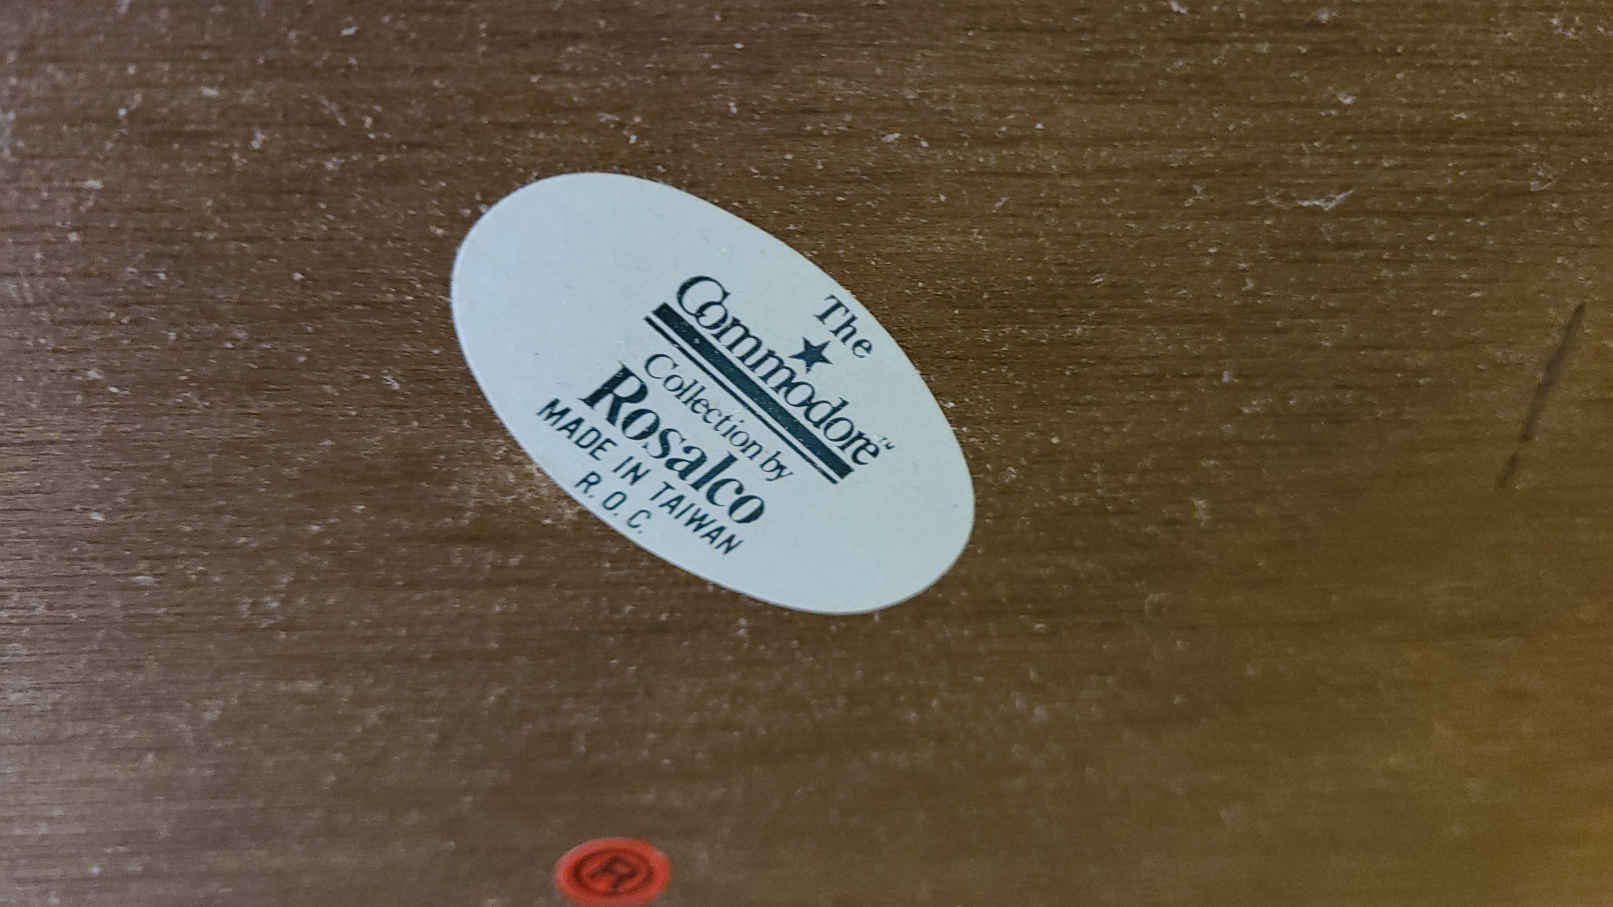 The
Commodore™
Collection by
Rosalco
MADE IN TAIWAN
R.O.C.
R